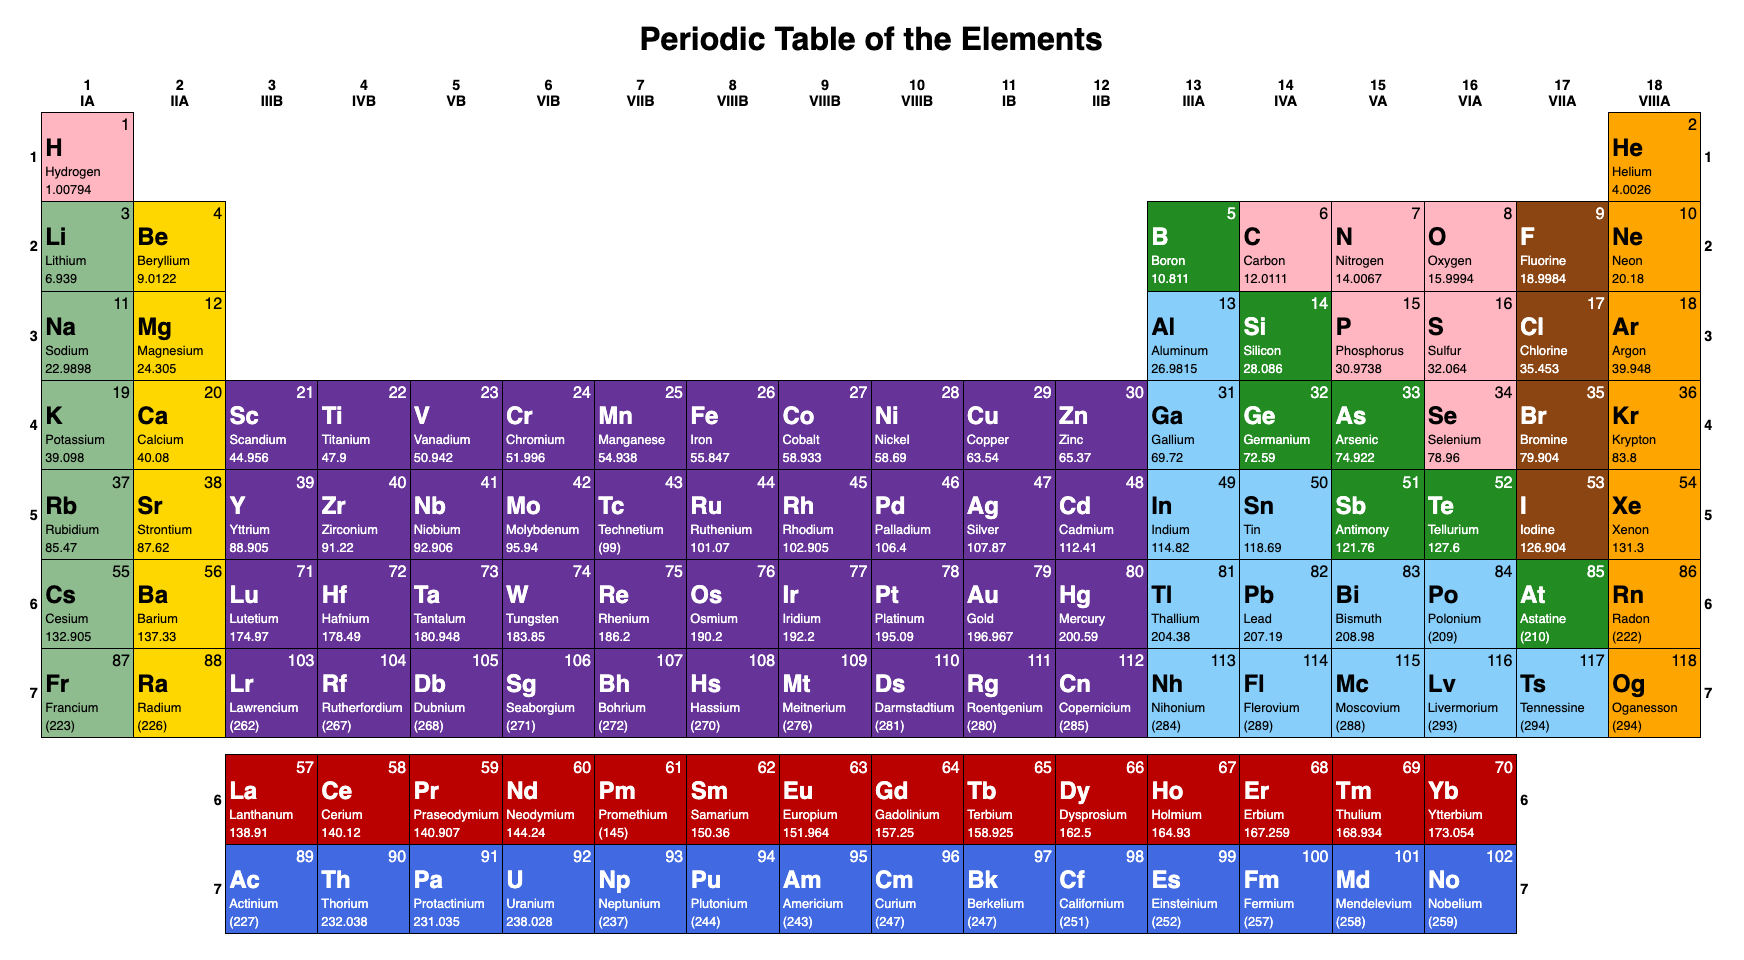 Periodic Table of the Elements
1 2 3 4 5 6 7 8 9 10 11 12 13 14 15 16 17 18
IA IIA IIIB IVB VB VIB VIIB VIIIB VIIIB VIIIB IB IIB IIIA IVA VA VIA VIIA VIIIA
1 2
1 H He 1
Hydrogen Helium
1.00794 4.0026
3 4 5 6 7 8 9 10
2 Li Be B C N O F Ne 2
Lithium Beryllium Boron Carbon Nitrogen Oxygen Fluorine Neon
6.939 9.0122 10.811 12.0111 14.0067 15.9994 18.9984 20.18
11 12 13 14 15 16 17 18
3 Na Mg Al Si P S Cl Ar 3
Sodium Magnesium Aluminum Silicon Phosphorus Sulfur Chlorine Argon
22.9898 24.305 26.9815 28.086 30.9738 32.064 35.453 39.948
19 20 21 22 23 24 25 26 27 28 29 30 31 32 33 34 35 36
4 K Ca Sc Ti V Cr Mn Fe Co Ni Cu Zn Ga Ge As Se Br Kr 4
Potassium Calcium Scandium Titanium Vanadium Chromium Manganese Iron Cobalt Nickel Copper Zinc Gallium Germanium Arsenic Selenium Bromine Krypton
39.098 40.08 44.956 47.9 50.942 51.996 54.938 55.847 58.933 58.69 63.54 65.37 69.72 72.59 74.922 78.96 79.904 83.8
37 38 39 40 41 42 43 44 45 46 47 48 49 50 51 52 53 54
5 Rb Sr Y Zr Nb Mo Tc Ru Rh Pd Ag Cd In Sn Sb Te I Xe 5
Rubidium Strontium Yttrium Zirconium Niobium Molybdenum Technetium Ruthenium Rhodium Palladium Silver Cadmium Indium Tin Antimony Tellurium Iodine Xenon
85.47 87.62 88.905 91.22 92.906 95.94 (99) 101.07 102.905 106.4 107.87 112.41 114.82 118.69 121.76 127.6 126.904 131.3
55 56 71 72 73 74 75 76 77 78 79 80 81 82 83 84 85 86
6 Cs Ba Lu Hf Ta W Re Os Ir Pt Au Hg Tl Pb Bi Po At Rn 6
Cesium Barium Lutetium Hafnium Tantalum Tungsten Rhenium Osmium Iridium Platinum Gold Mercury Thallium Lead Bismuth Polonium Astatine Radon
132.905 137.33 174.97 178.49 180.948 183.85 186.2 190.2 192.2 195.09 196.967 200.59 204.38 207.19 208.98 (209) (210) (222)
87 88 103 104 105 106 107 108 109 110 111 112 113 114 115 116 117 118
7 Fr Ra Lr Rf Db Sg Bh Hs Mt Ds Rg Cn Nh Fl Mc Lv Ts Og 7
Francium Radium Lawrencium Rutherfordium Dubnium Seaborgium Bohrium Hassium Meitnerium Darmstadtium Roentgenium Copernicium Nihonium Flerovium Moscovium Livermorium Tennessine Oganesson
(223) (226) (262) (267) (268) (271) (272) (270) (276) (281) (280) (285) (284) (289) (288) (293) (294) (294)
57 58 59 60 61 62 63 64 65 66 67 68 69 70
6 La Ce Pr Nd Pm Sm Eu Gd Tb Dy Ho Er Tm Yb 6
Lanthanum Cerium Praseodymium Neodymium Promethium Samarium Europium Gadolinium Terbium Dysprosium Holmium Erbium Thulium Ytterbium
138.91 140.12 140.907 144.24 (145) 150.36 151.964 157.25 158.925 162.5 164.93 167.259 168.934 173.054
89 90 91 92 93 94 95 96 97 98 99 100 101 102
7 Ac Th Pa U Np Pu Am Cm Bk Cf Es Fm Md No 7
Actinium Thorium Protactinium Uranium Neptunium Plutonium Americium Curium Berkelium Californium Einsteinium Fermium Mendelevium Nobelium
(227) 232.038 231.035 238.028 (237) (244) (243) (247) (247) (251) (252) (257) (258) (259)